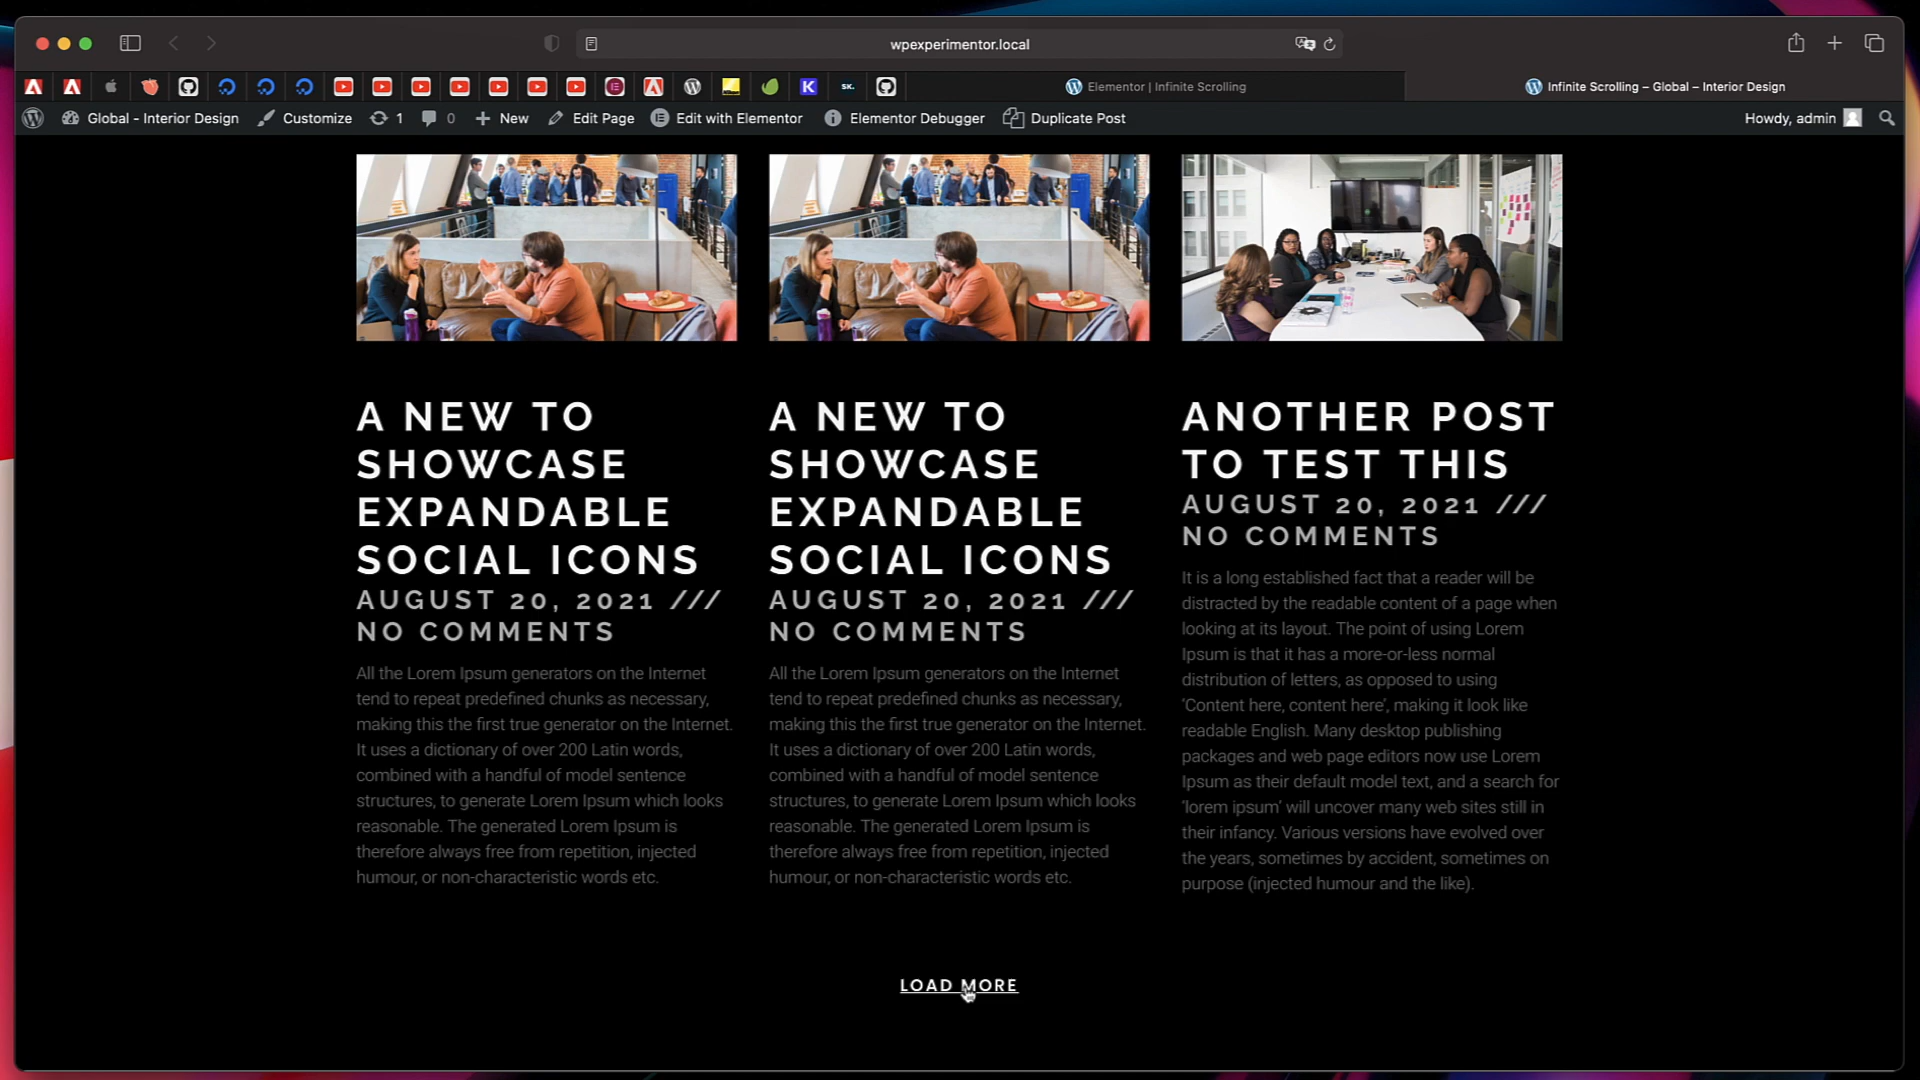 wpexperimentor.local
SK.
K
Elementor | Infinite Scrolling
Infinite Scrolling – Global – Interior Design
Global - Interior Design
Customize
1
0
New
Edit Page
Edit with Elementor
Elementor Debugger
Duplicate Post
Howdy, admin
A NEW TO
SHOWCASE
EXPANDABLE
SOCIAL ICONS
AUGUST 20, 2021 ///
NO COMMENTS
All the Lorem Ipsum generators on the Internet
tend to repeat predefined chunks as necessary,
making this the first true generator on the Internet.
It uses a dictionary of over 200 Latin words,
combined with a handful of model sentence
structures, to generate Lorem Ipsum which looks
reasonable. The generated Lorem Ipsum is
therefore always free from repetition, injected
humour, or non-characteristic words etc.
A NEW TO
SHOWCASE
EXPANDABLE
SOCIAL ICONS
AUGUST 20, 2021 ///
NO COMMENTS
All the Lorem Ipsum generators on the Internet
tend to repeat predefined chunks as necessary,
making this the first true generator on the Internet.
It uses a dictionary of over 200 Latin words,
combined with a handful of model sentence
structures, to generate Lorem Ipsum which looks
reasonable. The generated Lorem Ipsum is
therefore always free from repetition, injected
humour, or non-characteristic words etc.
ANOTHER POST
TO TEST THIS
AUGUST 20, 2021 ///
NO COMMENTS
It is a long established fact that a reader will be
distracted by the readable content of a page when
looking at its layout. The point of using Lorem
Ipsum is that it has a more-or-less normal
distribution of letters, as opposed to using
‘Content here, content here’, making it look like
readable English. Many desktop publishing
packages and web page editors now use Lorem
Ipsum as their default model text, and a search for
‘lorem ipsum’ will uncover many web sites still in
their infancy. Various versions have evolved over
the years, sometimes by accident, sometimes on
purpose (injected humour and the like).
LOAD MORE